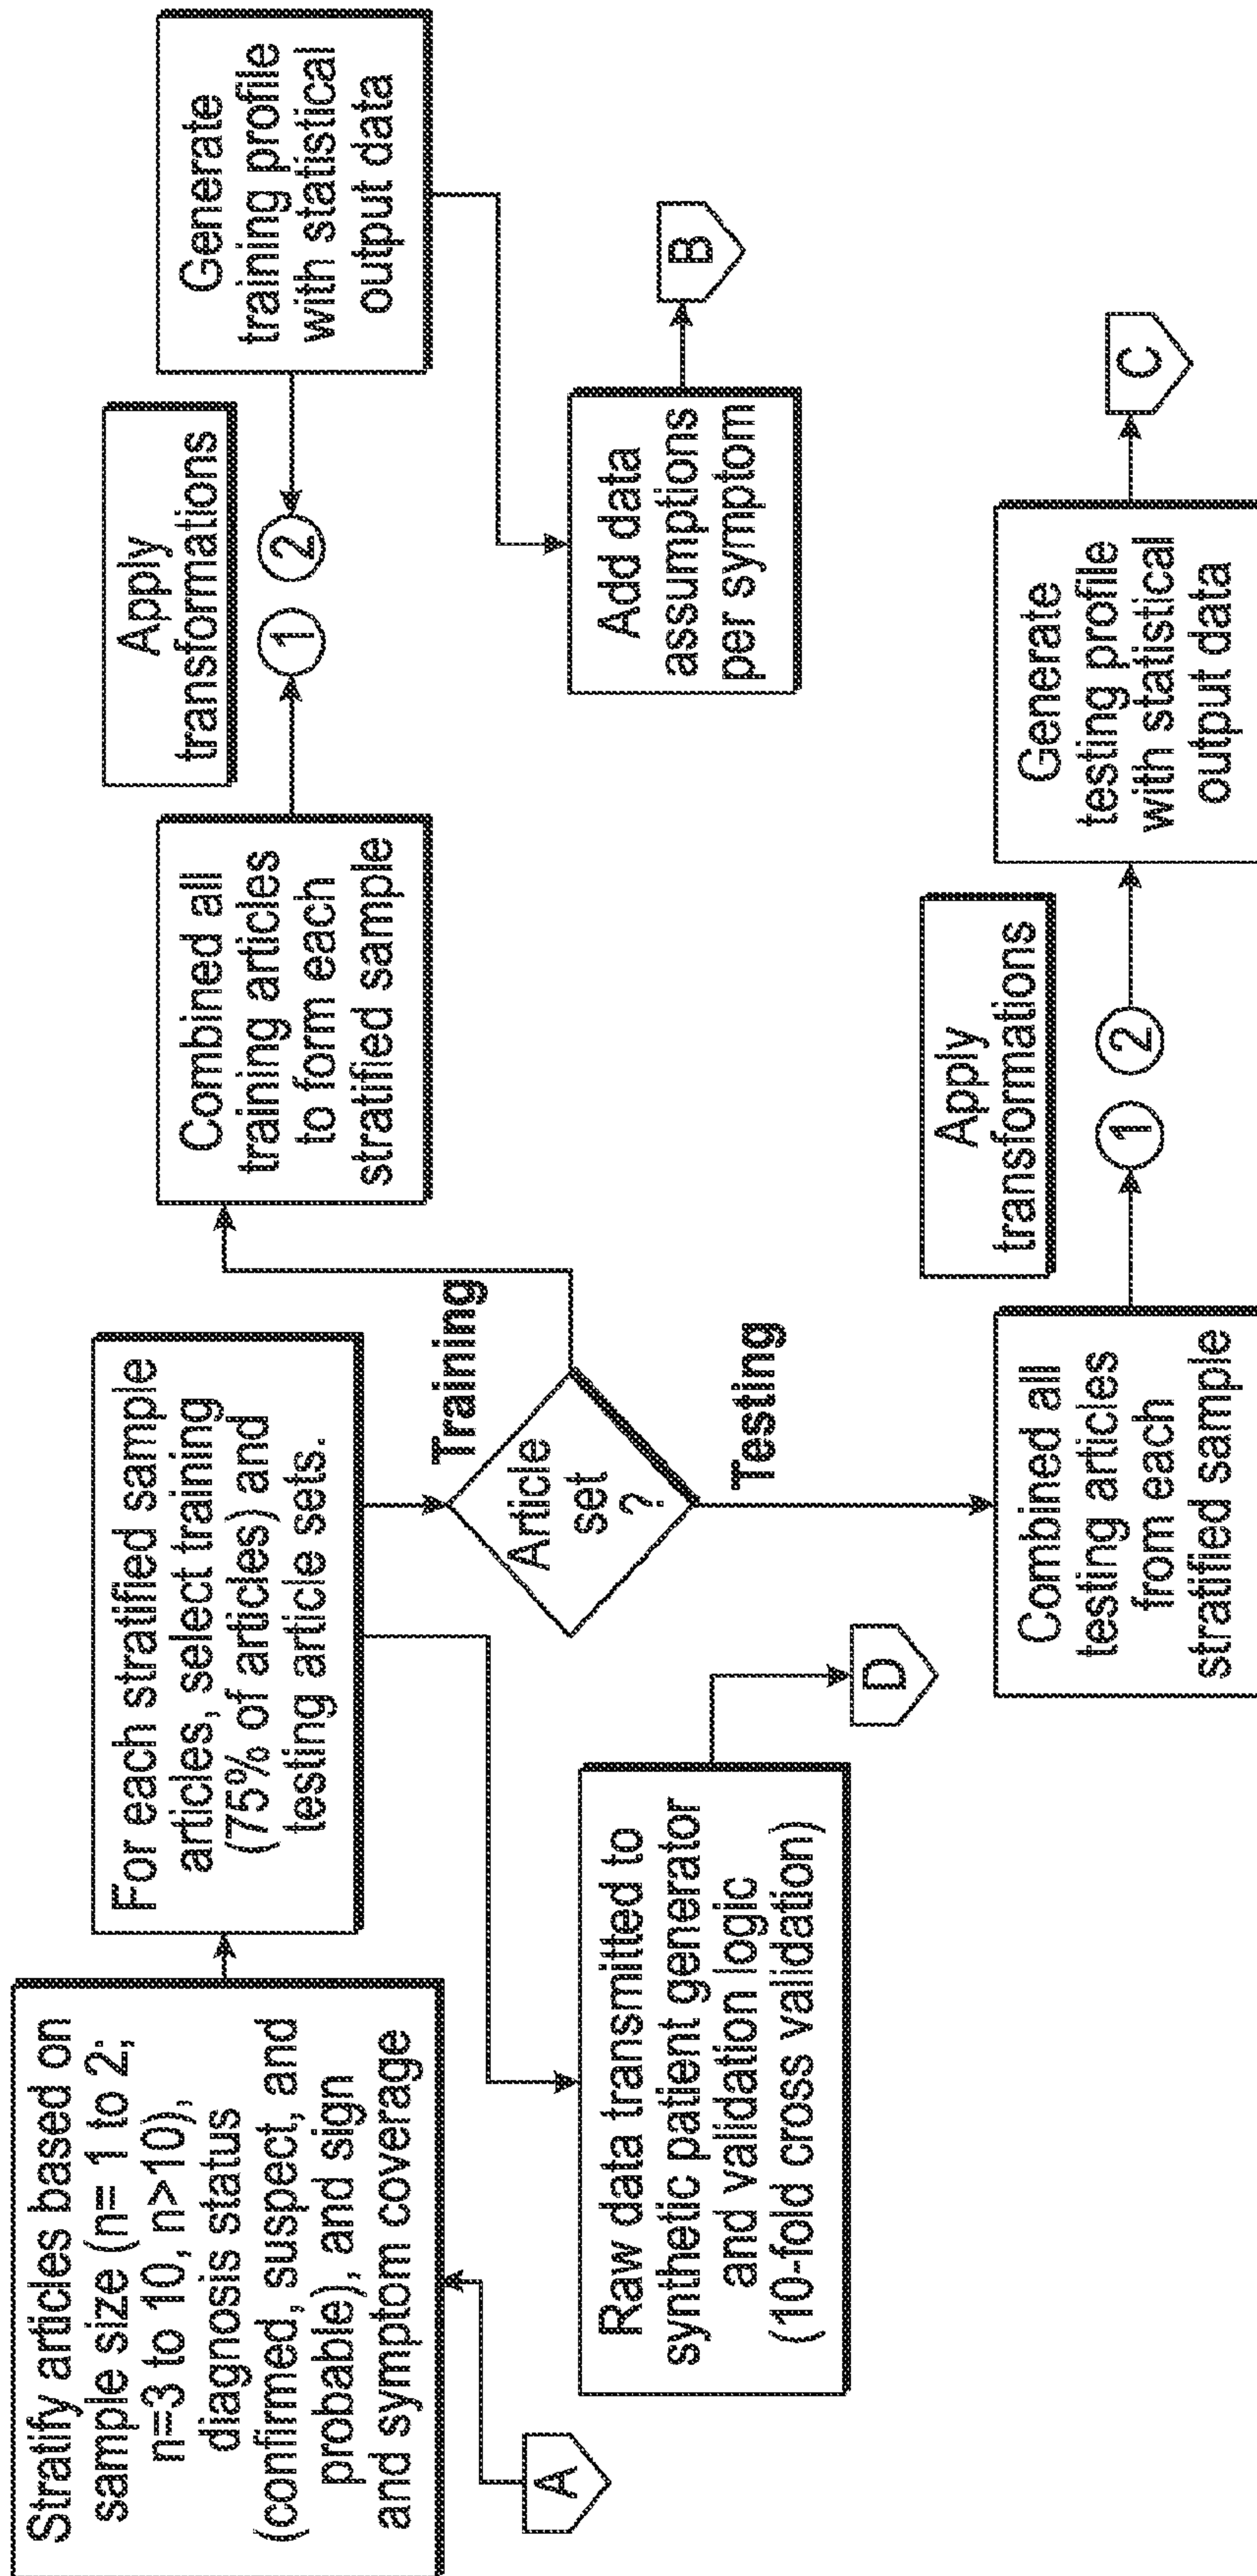 Stratify articles based on
sample size (n= 1 to 2;
n=3 to 10, n>10),
diagnosis status
(confirmed, suspect, and
probable), and sign
and symptom coverage
A
For each stratified sample
articles, select training
(75% of articles) and
testing article sets.
Raw data transmitted to
synthetic patient generator
and validation logic
(10-fold cross validation)
D
Article
set
?
Training
Testing
Combined all
training articles
to form each
stratified sample
Apply
transformations
1
2
Generate
training profile
with statistical
output data
Add data
assumptions
per symptom
B
Combined all
testing articles
from each
stratified sample
Apply
transformations
1
2
Generate
testing profile
with statistical
output data
C